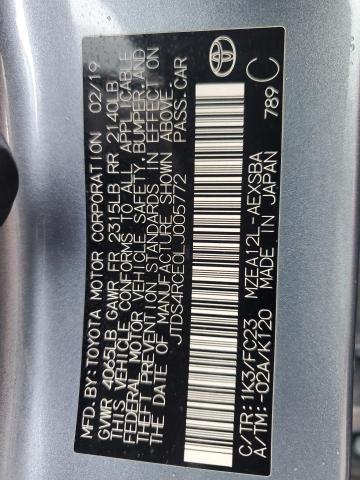 MFD.BY:TOYOTA MOTOR CORPORATION 02/19
GVWR 4065LB GAWR FR 2315LB RR 2140LB
THIS VEHICLE CONFORMS TO ALL APPLICABLE
FEDERAL MOTOR VEHICLE SAFETY, BUMPER, AND
THEFT PREVENTION STANDARDS IN EFFECT ON
THE DATE OF MANUFACTURE SHOWN ABOVE.
JTDS4RCE0LJ005772 PASS.CAR
C/TR:1K3/FC23 MZEA12L-AEXSBA
A/TM:-02A/K120 MADE IN JAPAN
789 C